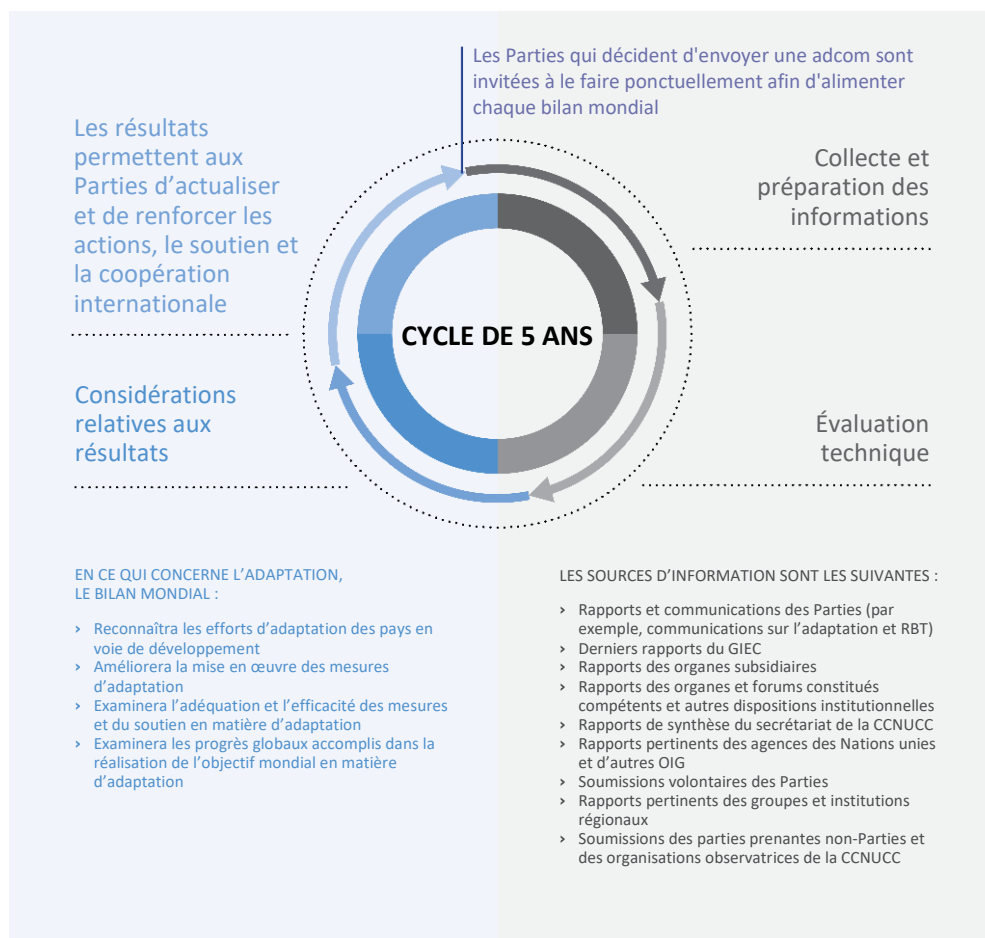 Les Parties qui décident d'envoyer une adcom sont
invitées à le faire ponctuellement afin d'alimenter
chaque bilan mondial
Les résultats
permettent aux
Parties d’actualiser
et de renforcer les
actions, le soutien et
la coopération
internationale
Collecte et
préparation des
informations
CYCLE DE 5 ANS
Considérations
relatives aux
résultats
Évaluation
technique
EN CE QUI CONCERNE L’ADAPTATION,
LE BILAN MONDIAL :
› Reconnaîtra les efforts d’adaptation des pays en
voie de développement
› Améliorera la mise en œuvre des mesures
d’adaptation
› Examinera l’adéquation et l’efficacité des mesures
et du soutien en matière d’adaptation
› Examinera les progrès globaux accomplis dans la
réalisation de l’objectif mondial en matière
d’adaptation
LES SOURCES D’INFORMATION SONT LES SUIVANTES :
› Rapports et communications des Parties (par
exemple, communications sur l’adaptation et RBT)
› Derniers rapports du GIEC
› Rapports des organes subsidiaires
› Rapports des organes et forums constitués
compétents et autres dispositions institutionnelles
› Rapports de synthèse du secrétariat de la CCNUCC
› Rapports pertinents des agences des Nations unies
et d’autres OIG
› Soumissions volontaires des Parties
› Rapports pertinents des groupes et institutions
régionaux
› Soumissions des parties prenantes non-Parties et
des organisations observatrices de la CCNUCC